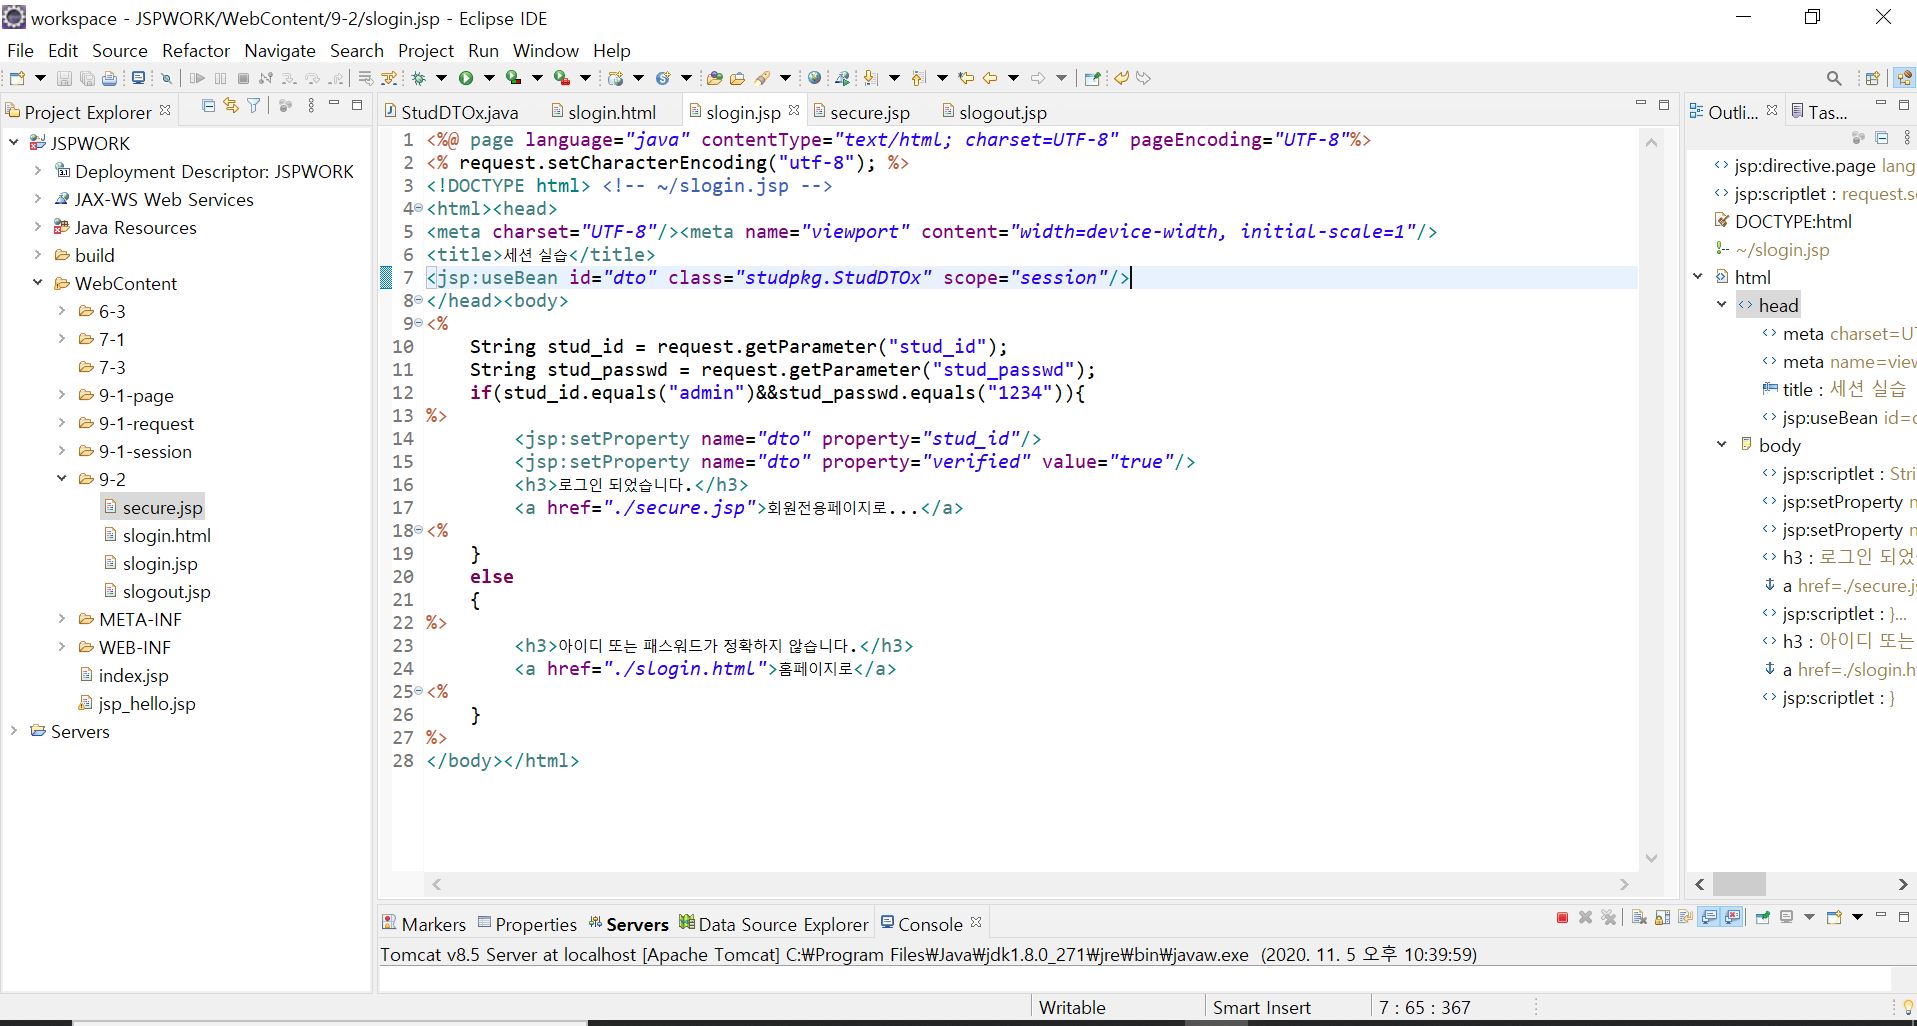 workspace - JSPWORK/WebContent/9-2/slogin.jsp - Eclipse IDE
File Edit Source Refactor Navigate Search Project Run Window Help
Project Explorer
JSPWORK
Deployment Descriptor: JSPWORK
JAX-WS Web Services
Java Resources
build
WebContent
6-3
7-1
7-3
9-1-page
9-1-request
9-1-session
9-2
secure.jsp
slogin.html
slogin.jsp
slogout.jsp
META-INF
WEB-INF
index.jsp
jsp_hello.jsp
Servers
StudDTOx.java slogin.html slogin.jsp secure.jsp slogout.jsp
1 <%@ page language="java" contentType="text/html; charset=UTF-8" pageEncoding="UTF-8"%>
2 <% request.setCharacterEncoding("utf-8"); %>
3 <!DOCTYPE html> <!-- ~/slogin.jsp -->
4 <html><head>
5 <meta charset="UTF-8"/><meta name="viewport" content="width=device-width, initial-scale=1"/>
6 <title>세션 실습</title>
7 <jsp:useBean id="dto" class="studpkg.StudDTOx" scope="session"/>
8 </head><body>
9 <%
10 String stud_id = request.getParameter("stud_id");
11 String stud_passwd = request.getParameter("stud_passwd");
12 if(stud_id.equals("admin")&&stud_passwd.equals("1234")){
13 %>
14 <jsp:setProperty name="dto" property="stud_id"/>
15 <jsp:setProperty name="dto" property="verified" value="true"/>
16 <h3>로그인 되었습니다.</h3>
17 <a href="./secure.jsp">회원전용페이지로...</a>
18 <%
19 }
20 else
21 {
22 %>
23 <h3>아이디 또는 패스워드가 정확하지 않습니다.</h3>
24 <a href="./slogin.html">홈페이지로</a>
25 <%
26 }
27 %>
28 </body></html>
Outli... Tas...
jsp:directive.page lang
jsp:scriptlet : request.s
DOCTYPE:html
~/slogin.jsp
html
head
meta charset=U
meta name=view
title : 세션 실습
jsp:useBean id=
body
jsp:scriptlet : Stri
jsp:setProperty n
jsp:setProperty n
h3 : 로그인 되었
a href=./secure.js
jsp:scriptlet : }...
h3 : 아이디 또는
a href=./slogin.h
jsp:scriptlet : }
Markers Properties Servers Data Source Explorer Console
Tomcat v8.5 Server at localhost [Apache Tomcat] C:₩Program Files₩Java₩jdk1.8.0_271₩jre₩bin₩javaw.exe (2020. 11. 5 오후 10:39:59)
Writable Smart Insert 7 : 65 : 367